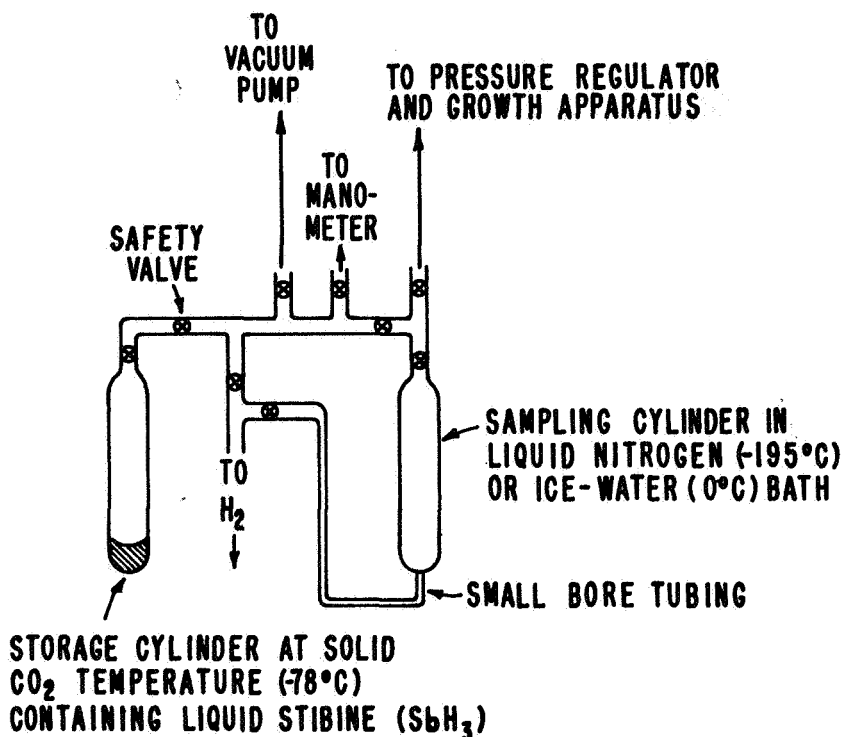 TO
VACUUM
PUMP
TO PRESSURE REGULATOR
AND GROWTH APPARATUS
TO
MANO-
METER
SAFETY
VALVE
SAMPLING CYLINDER IN
LIQUID NITROGEN (-195°C)
OR ICE-WATER (0°C) BATH
TO
H₂
SMALL BORE TUBING
STORAGE CYLINDER AT SOLID
CO₂ TEMPERATURE (-78°C)
CONTAINING LIQUID STIBINE (SbH₃)